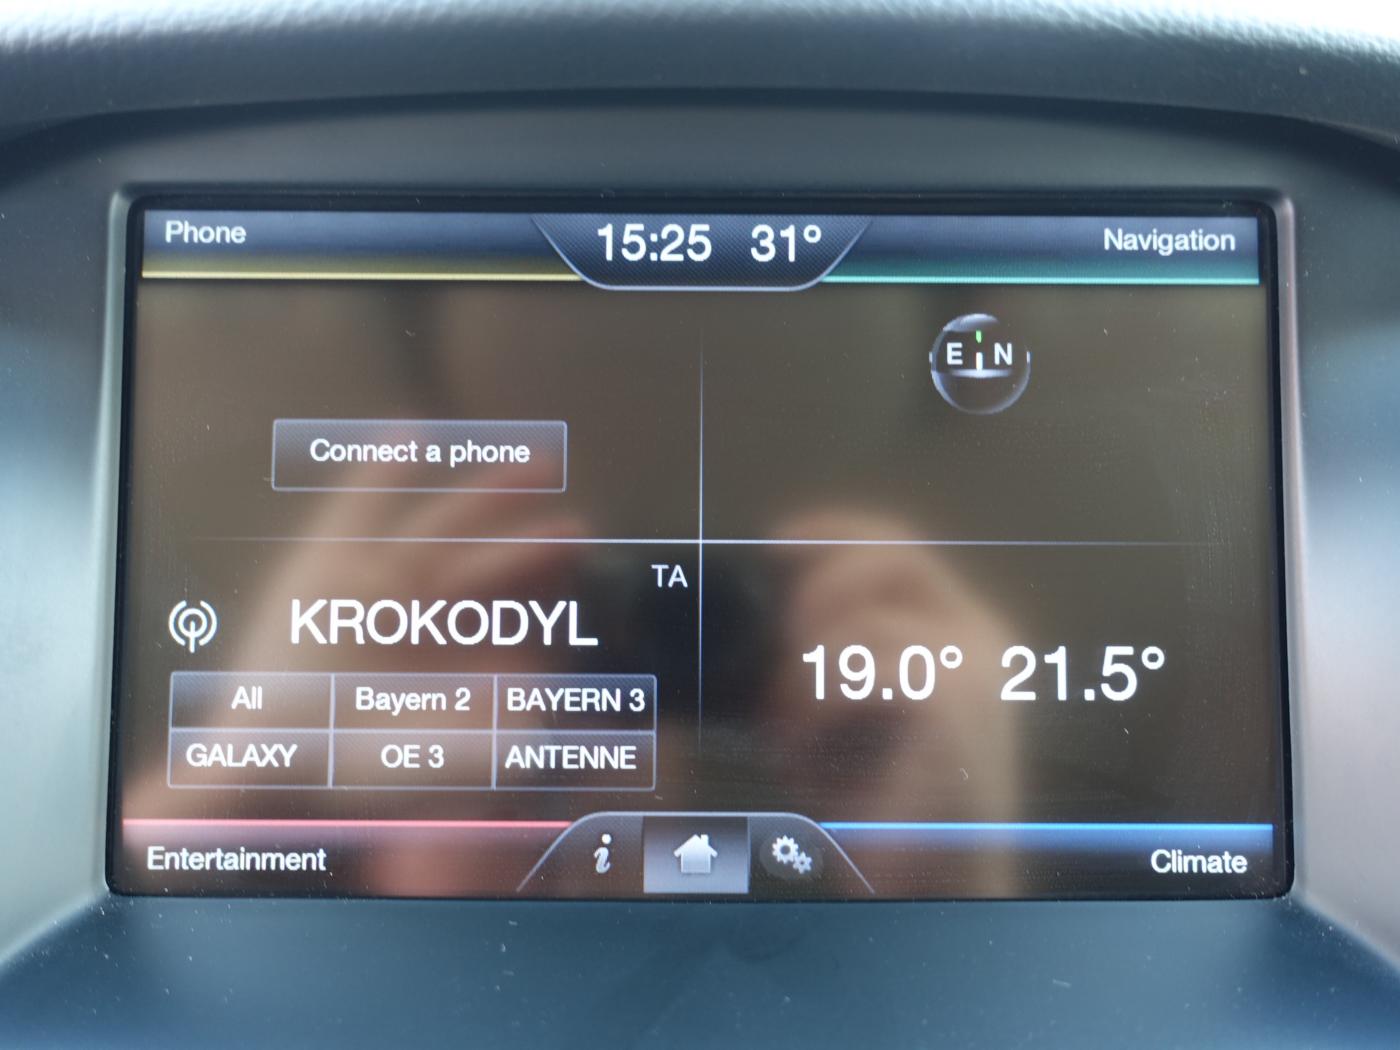 Phone 15:25 31° Navigation
E N
Connect a phone
TA
KROKODYL
19.0° 21.5°
All Bayern 2 BAYERN 3
GALAXY OE 3 ANTENNE
Entertainment i Climate